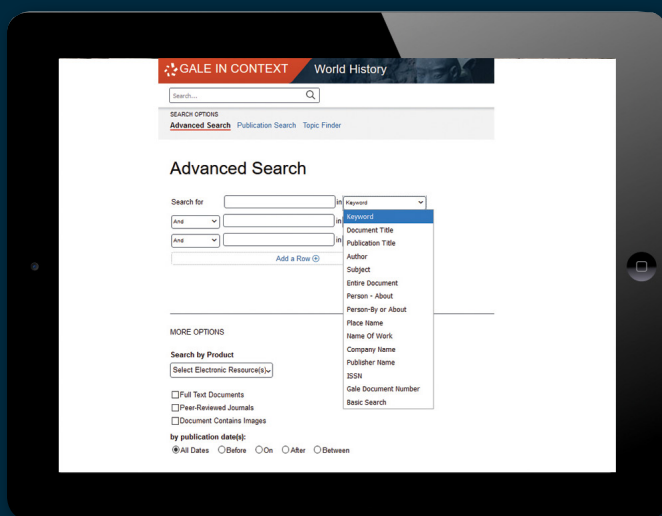 GALE IN CONTEXT World History
Search...
SEARCH OPTIONS
Advanced Search Publication Search Topic Finder
Advanced Search
Search for in Keyword
And in Keyword
And in Document Title
Publication Title
Add a Row Author
Subject
Entire Document
Person - About
Person-By or About
Place Name
MORE OPTIONS Name Of Work
Company Name
Search by Product Publisher Name
Select Electronic Resource(s) ISSN
Gale Document Number
Full Text Documents Basic Search
Peer-Reviewed Journals
Document Contains Images
by publication date(s):
All Dates Before On After Between